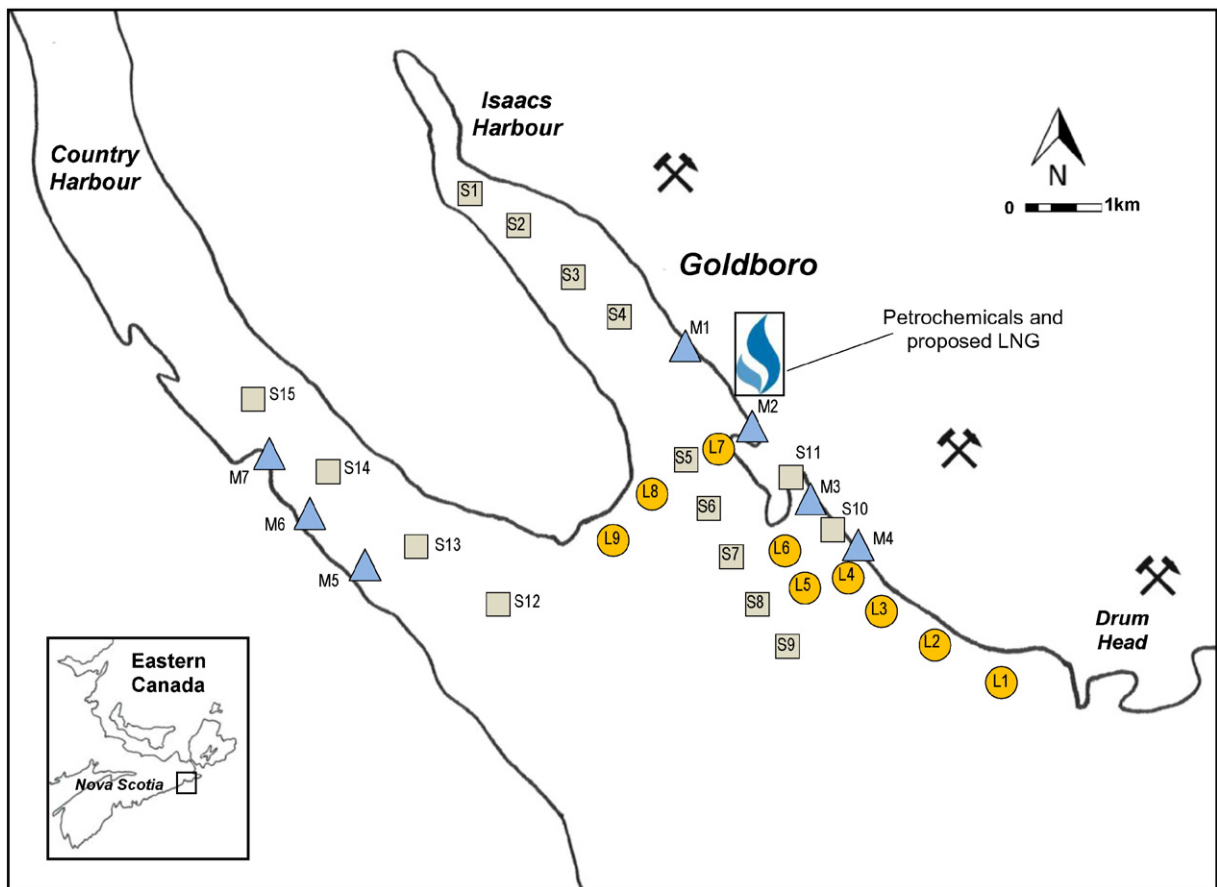 Isaacs
Harbour
Country
Harbour
N
0 1km
S1
S2
S3
S4
Goldboro
M1
Petrochemicals and
proposed LNG
M2
S15
L7
S5
S11
M7
S14
L8
M3
S6
S10
M6
L9
S13
L6
M4
S7
M5
L5
L4
S12
S8
L3
Drum
Head
S9
L2
L1
Eastern
Canada
Nova Scotia